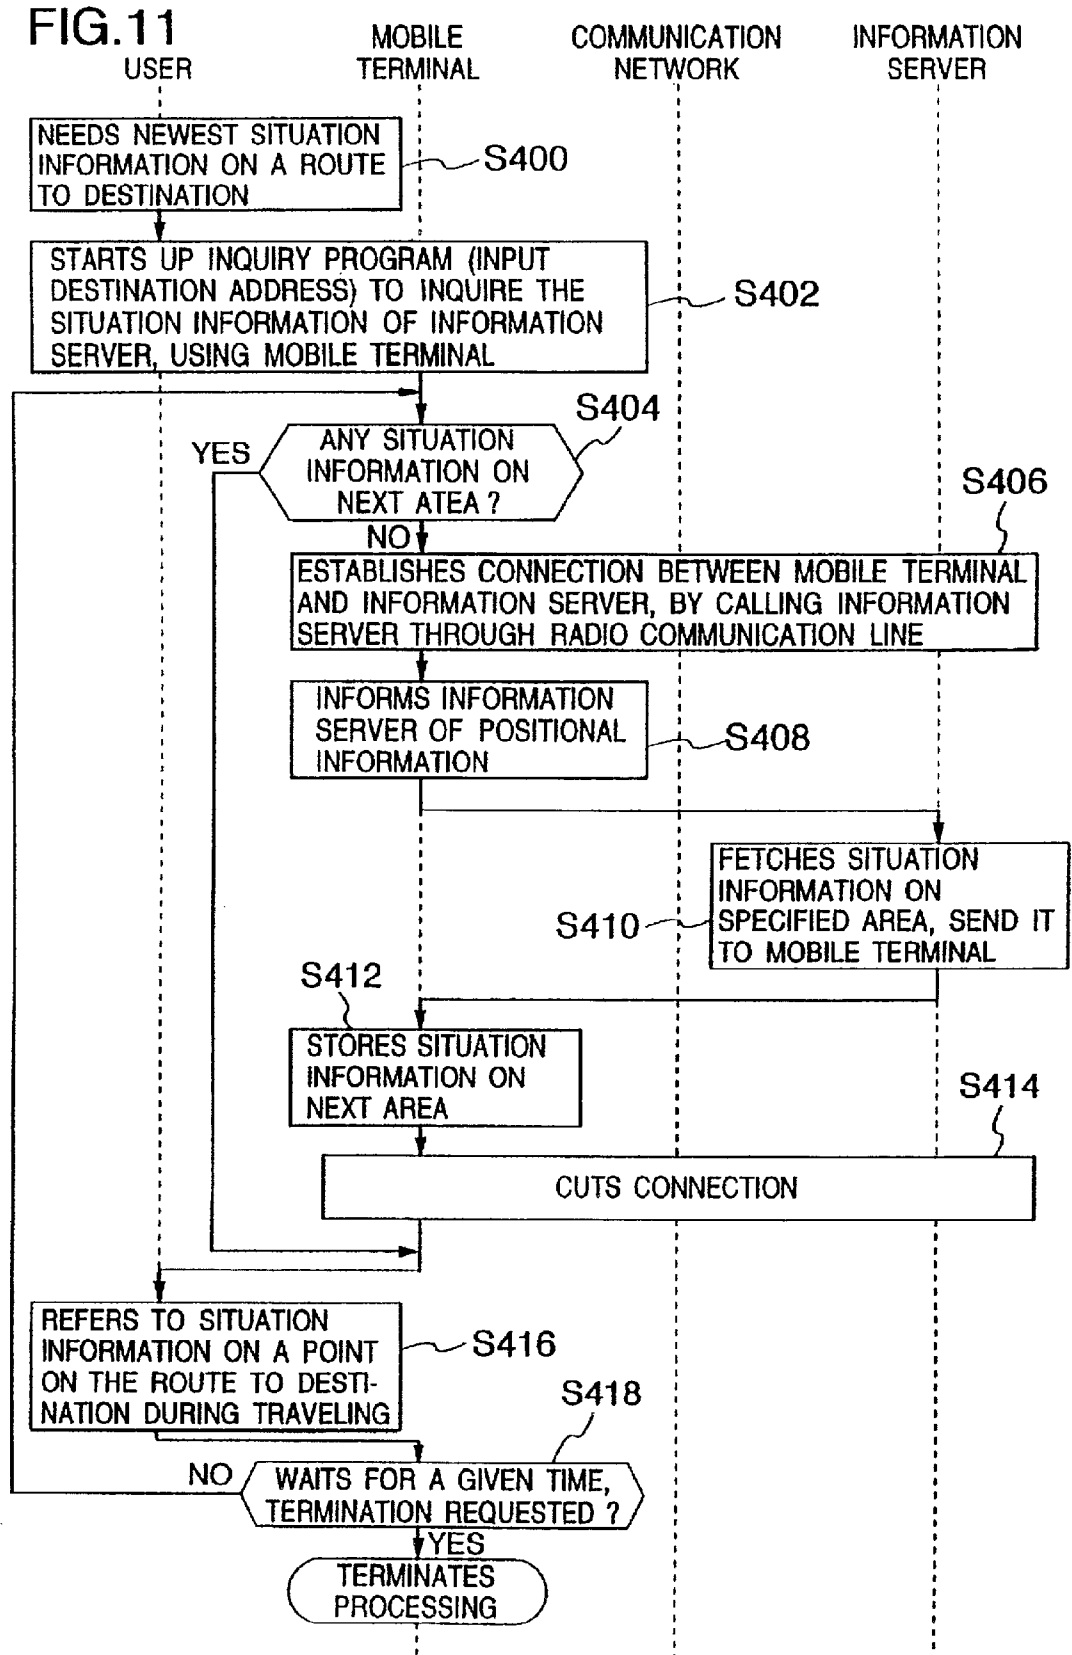 FIG.11
USER
MOBILE
TERMINAL
COMMUNICATION
NETWORK
INFORMATION
SERVER
NEEDS NEWEST SITUATION
INFORMATION ON A ROUTE
TO DESTINATION
S400
STARTS UP INQUIRY PROGRAM (INPUT
DESTINATION ADDRESS) TO INQUIRE THE
SITUATION INFORMATION OF INFORMATION
SERVER, USING MOBILE TERMINAL
S402
S404
YES
ANY SITUATION
INFORMATION ON
NEXT ATEA ?
NO
S406
ESTABLISHES CONNECTION BETWEEN MOBILE TERMINAL
AND INFORMATION SERVER, BY CALLING INFORMATION
SERVER THROUGH RADIO COMMUNICATION LINE
INFORMS INFORMATION
SERVER OF POSITIONAL
INFORMATION
S408
FETCHES SITUATION
INFORMATION ON
SPECIFIED AREA, SEND IT
TO MOBILE TERMINAL
S410
S412
STORES SITUATION
INFORMATION ON
NEXT AREA
S414
CUTS CONNECTION
REFERS TO SITUATION
INFORMATION ON A POINT
ON THE ROUTE TO DESTI-
NATION DURING TRAVELING
S416
S418
NO
WAITS FOR A GIVEN TIME,
TERMINATION REQUESTED ?
YES
TERMINATES
PROCESSING